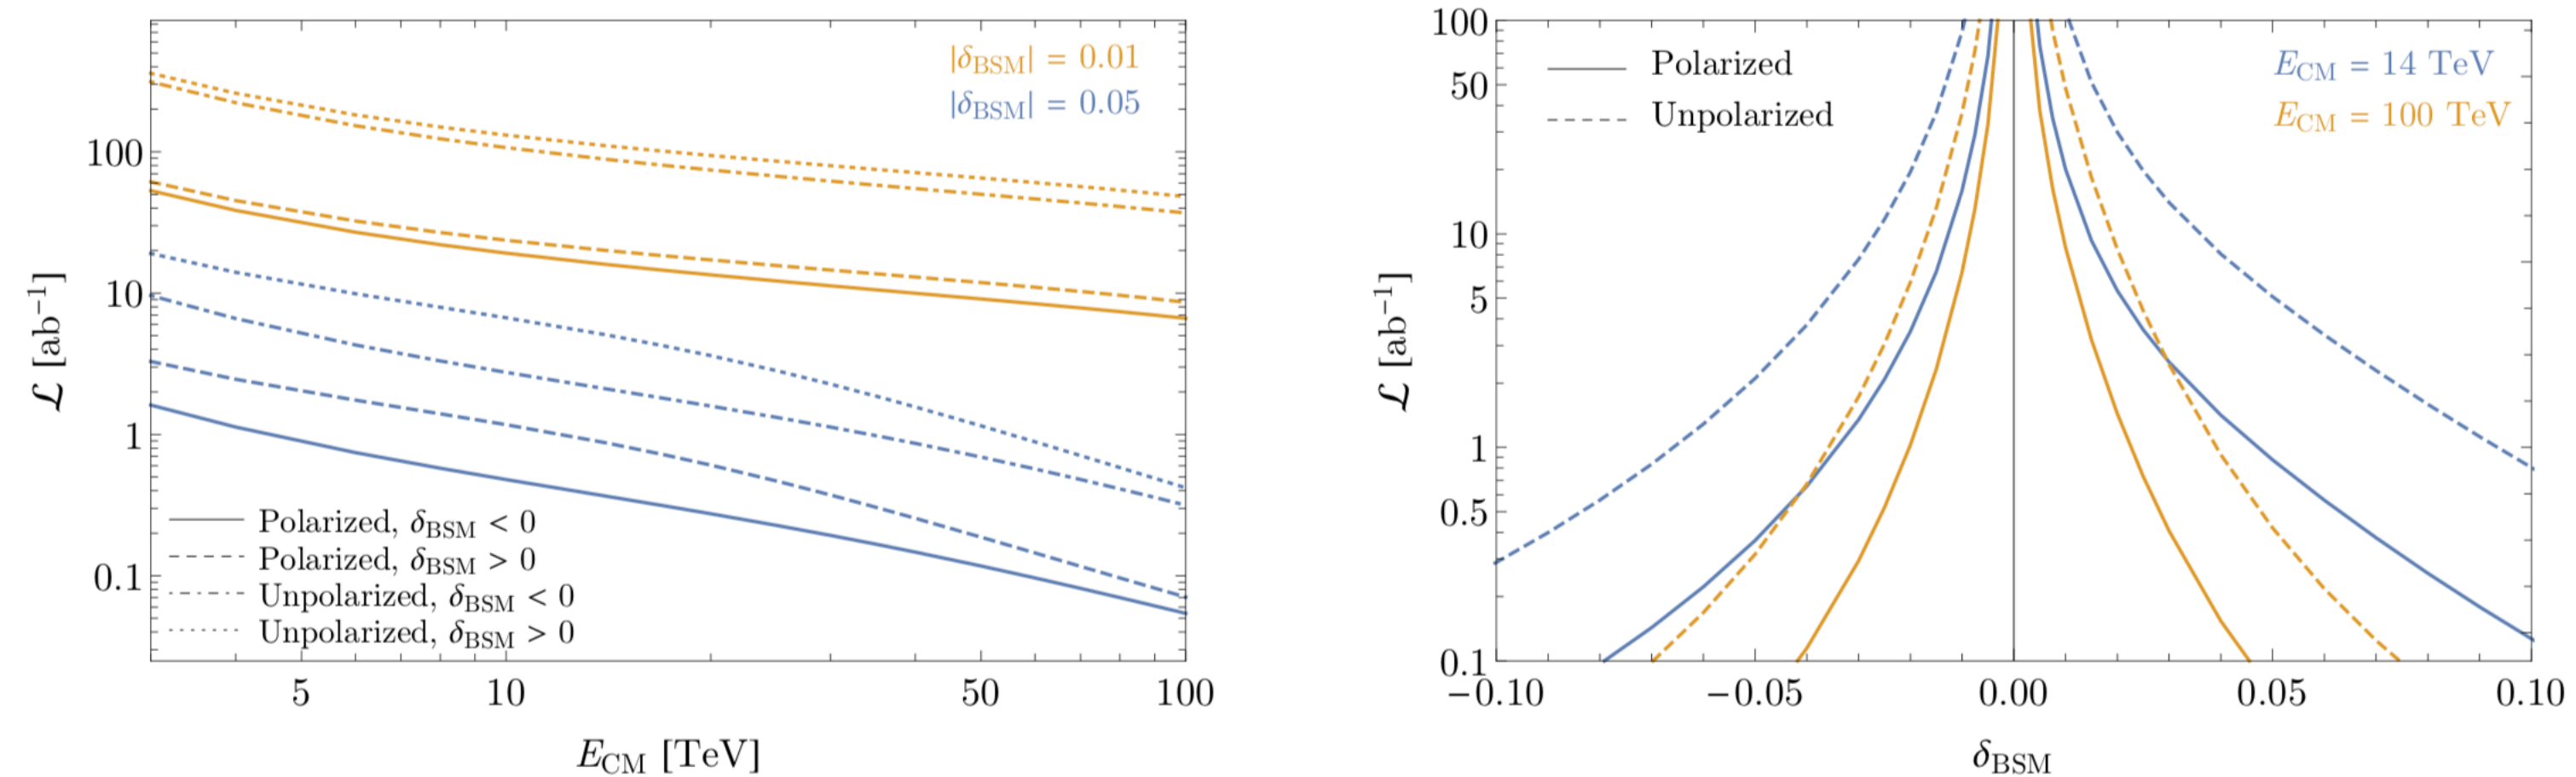 |δBSM| = 0.01
|δBSM| = 0.05
100
10
1
0.1
ℒ [ab⁻¹]
Polarized, δBSM < 0
Polarized, δBSM > 0
Unpolarized, δBSM < 0
Unpolarized, δBSM > 0
5 10 50 100
ECM [TeV]
100
50
10
5
1
0.5
0.1
ℒ [ab⁻¹]
Polarized
Unpolarized
ECM = 14 TeV
ECM = 100 TeV
−0.10 −0.05 0.00 0.05 0.10
δBSM